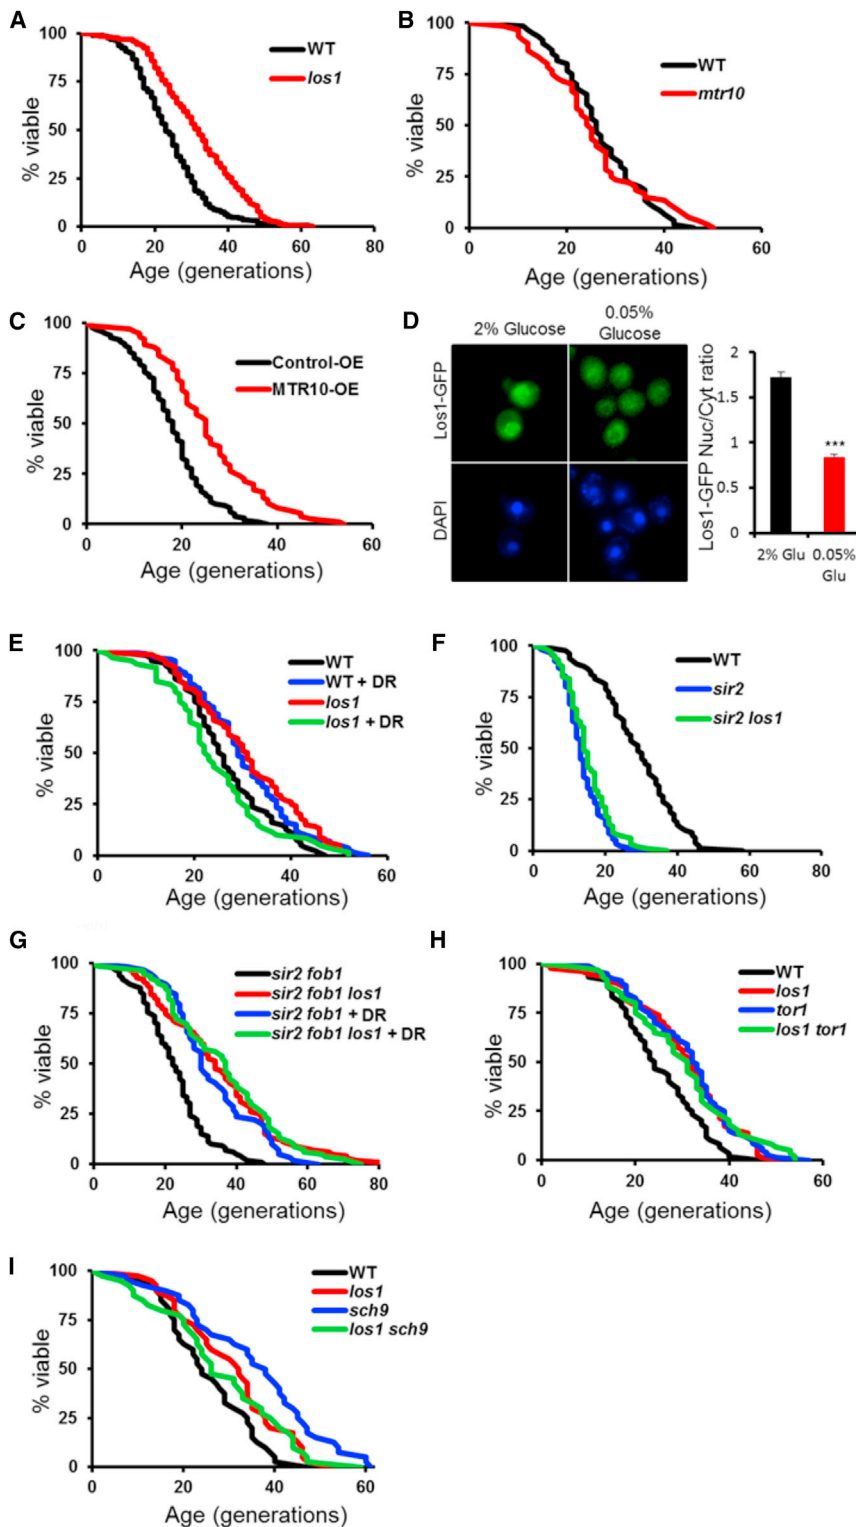 A
100
75
50
25
0
% viable
WT
los1
0 20 40 60 80
Age (generations)
B
100
75
50
25
0
% viable
WT
mtr10
0 20 40 60
Age (generations)
C
100
75
50
25
0
% viable
Control-OE
MTR10-OE
0 20 40 60
Age (generations)
D
2% Glucose
0.05%
Glucose
Los1-GFP
DAPI
Los1-GFP Nuc/Cyt ratio
2
1.5
1
0.5
0
***
2% Glu 0.05%
Glu
E
100
75
50
25
0
% viable
WT
WT + DR
los1
los1 + DR
0 20 40 60
Age (generations)
F
100
75
50
25
0
% viable
WT
sir2
sir2 los1
0 20 40 60 80
Age (generations)
G
100
75
50
25
0
% viable
sir2 fob1
sir2 fob1 los1
sir2 fob1 + DR
sir2 fob1 los1 + DR
0 20 40 60 80
Age (generations)
H
100
75
50
25
0
% viable
WT
los1
tor1
los1 tor1
0 20 40 60
Age (generations)
I
100
75
50
25
0
% viable
WT
los1
sch9
los1 sch9
0 20 40 60
Age (generations)